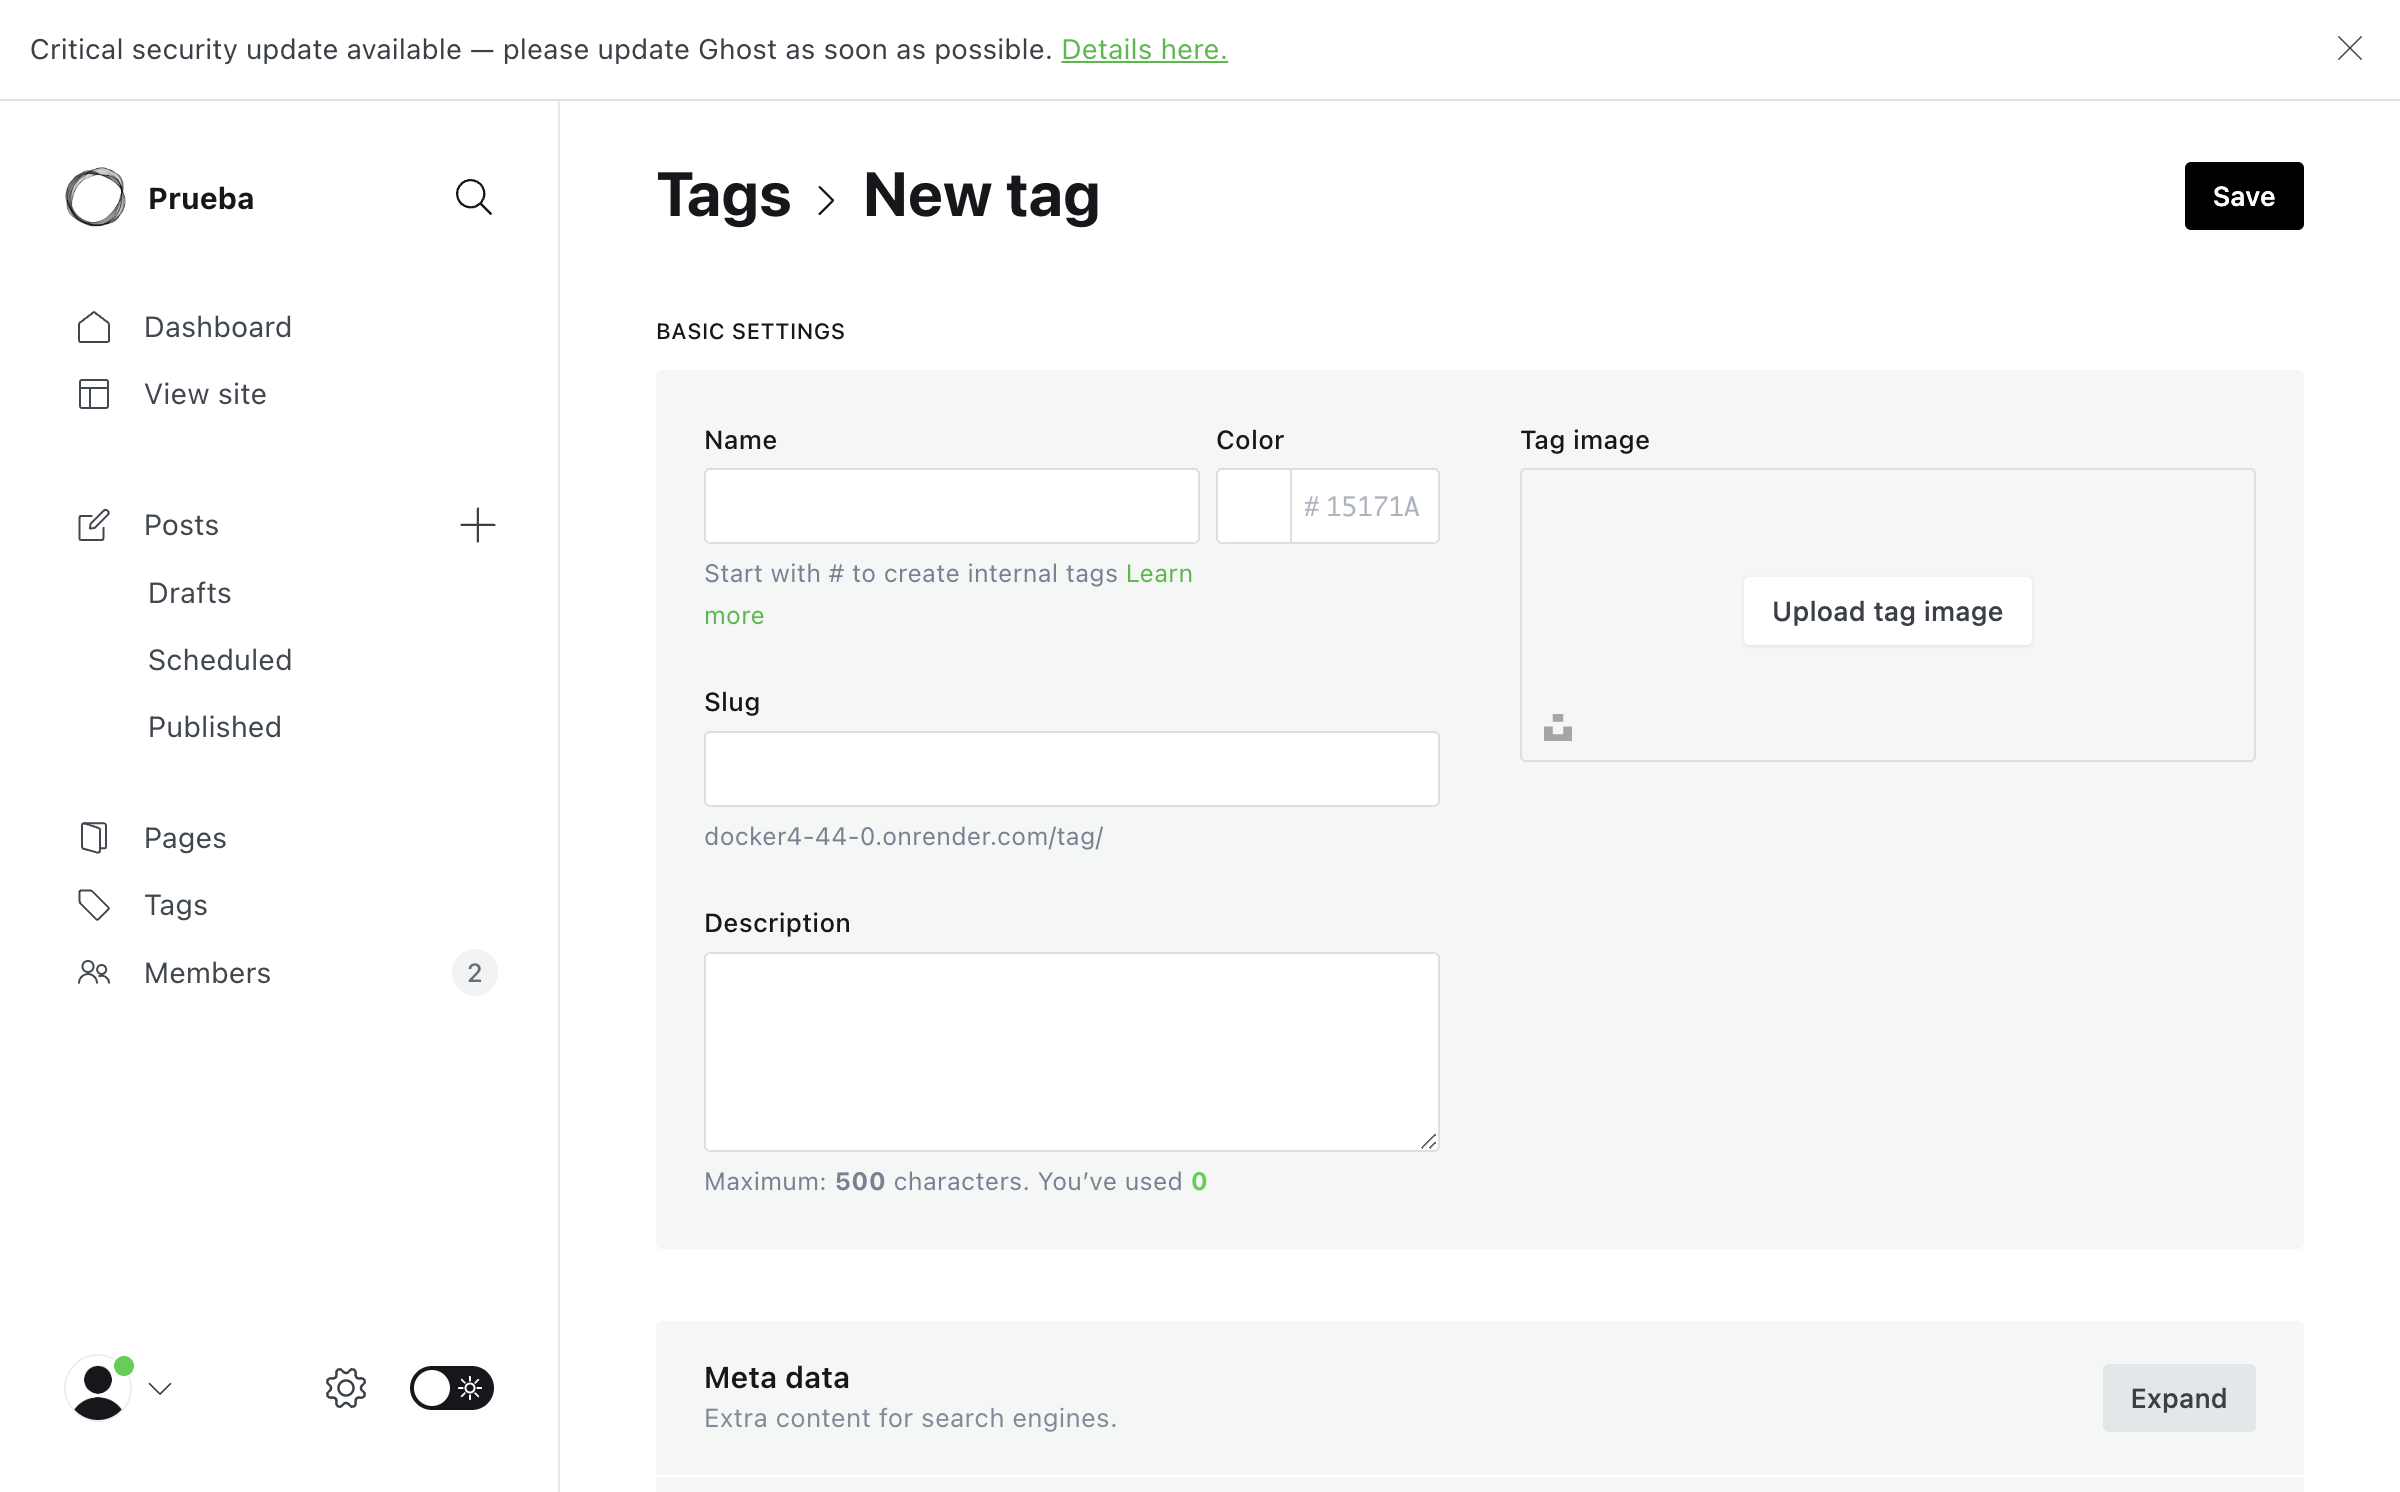 Critical security update available — please update Ghost as soon as possible. Details here.
Prueba
Dashboard
View site
Posts
Drafts
Scheduled
Published
Pages
Tags
Members 2
Tags > New tag
Save
BASIC SETTINGS
Name
Color
# 15171A
Start with # to create internal tags Learn
more
Slug
docker4-44-0.onrender.com/tag/
Description
Maximum: 500 characters. You’ve used 0
Tag image
Upload tag image
Meta data
Extra content for search engines.
Expand